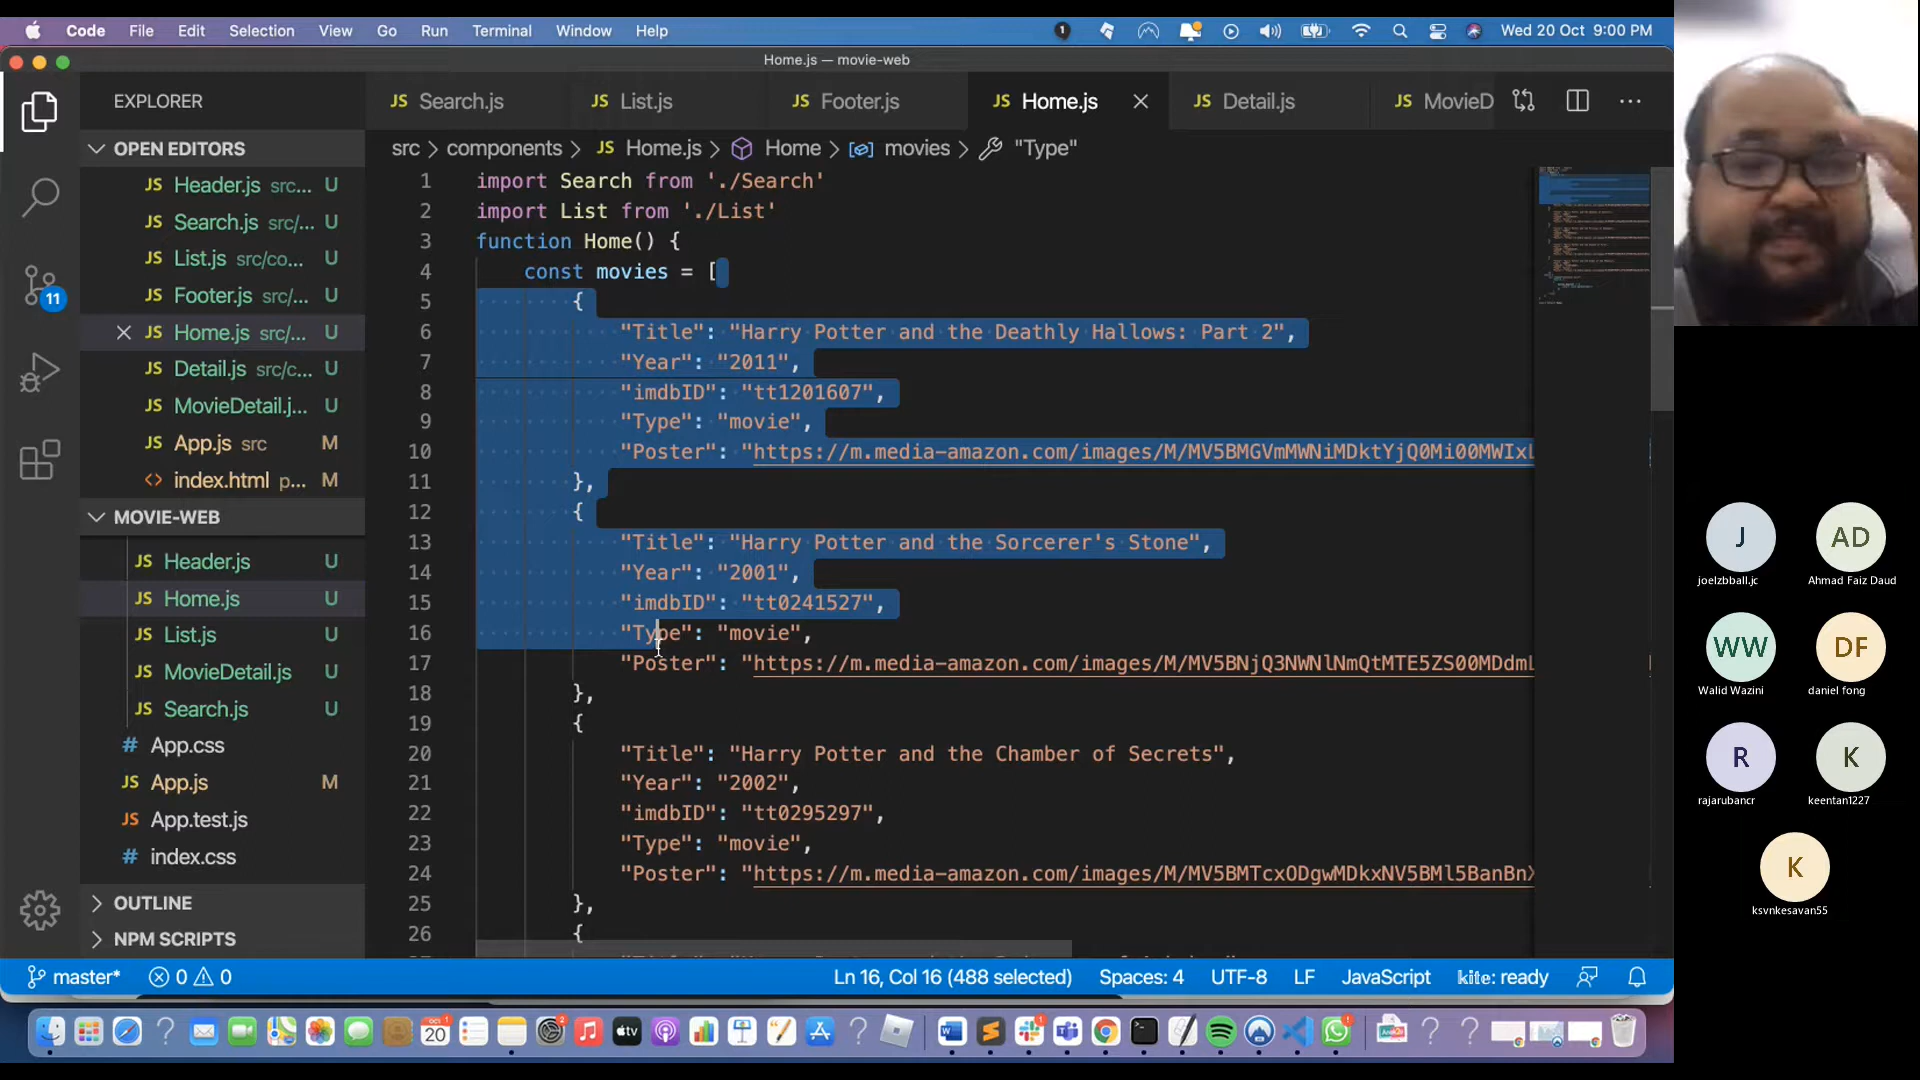 Code File Edit Selection View Go Run Terminal Window Help
1
Wed 20 Oct 9:00 PM
Home.js — movie-web
EXPLORER
JS Search.js
JS List.js
JS Footer.js
JS Home.js
JS Detail.js
JS MovieD
src > components > JS Home.js > Home > movies > "Type"
OPEN EDITORS
JS Header.js src... U
JS Search.js src/... U
JS List.js src/co... U
JS Footer.js src/... U
JS Home.js src/... U
JS Detail.js src/c... U
JS MovieDetail.j... U
JS App.js src M
<> index.html p... M
MOVIE-WEB
JS Header.js U
JS Home.js U
JS List.js U
JS MovieDetail.js U
JS Search.js U
# App.css
JS App.js M
JS App.test.js
# index.css
OUTLINE
NPM SCRIPTS
11
1 import Search from './Search'
2 import List from './List'
3 function Home() {
4 const movies = [
5 {
6 "Title": "Harry Potter and the Deathly Hallows: Part 2",
7 "Year": "2011",
8 "imdbID": "tt1201607",
9 "Type": "movie",
10 "Poster": "https://m.media-amazon.com/images/M/MV5BMGVmMWNiMDktYjQ0Mi00MWIxL
11 },
12 {
13 "Title": "Harry Potter and the Sorcerer's Stone",
14 "Year": "2001",
15 "imdbID": "tt0241527",
16 "Type": "movie",
17 "Poster": "https://m.media-amazon.com/images/M/MV5BNjQ3NWNlNmQtMTE5ZS00MDdmL
18 },
19 {
20 "Title": "Harry Potter and the Chamber of Secrets",
21 "Year": "2002",
22 "imdbID": "tt0295297",
23 "Type": "movie",
24 "Poster": "https://m.media-amazon.com/images/M/MV5BMTcxODgwMDkxNV5BMl5BanBnX
25 },
26 {
master* 0 0
Ln 16, Col 16 (488 selected) Spaces: 4 UTF-8 LF JavaScript kite: ready
OCT
20
tv
J
joelzbball.jc
AD
Ahmad Faiz Daud
WW
Walid Wazini
DF
daniel fong
R
rajarubancr
K
keentan1227
K
ksvnkesavan55